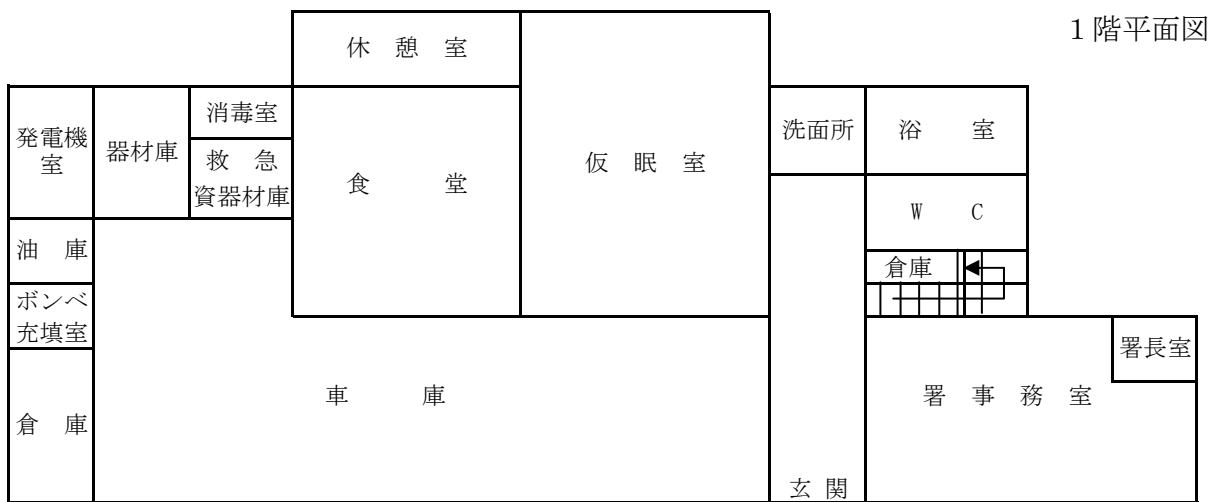 1階平面図
休憩室
発電機
室
器材庫
消毒室
救急
資器材庫
食堂
仮眠室
洗面所
浴室
WC
油庫
倉庫
ボンベ
充填室
署長室
倉庫
車庫
署事務室
玄関